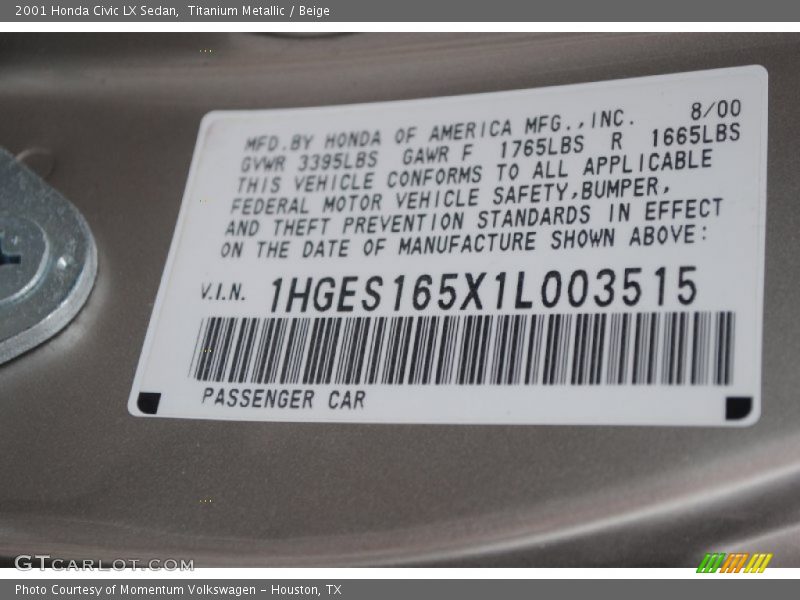 2001 Honda Civic LX Sedan,  Titanium Metallic / Beige
MFD.BY HONDA OF AMERICA MFG.,INC. 8/00
GVWR 3395LBS GAWR F 1765LBS R 1665LBS
THIS VEHICLE CONFORMS TO ALL APPLICABLE
FEDERAL MOTOR VEHICLE SAFETY,BUMPER,
AND THEFT PREVENTION STANDARDS IN EFFECT
ON THE DATE OF MANUFACTURE SHOWN ABOVE:
V.I.N. 1HGES165X1L003515
PASSENGER CAR
GTCARLOT.COM
Photo Courtesy of Momentum Volkswagen - Houston, TX